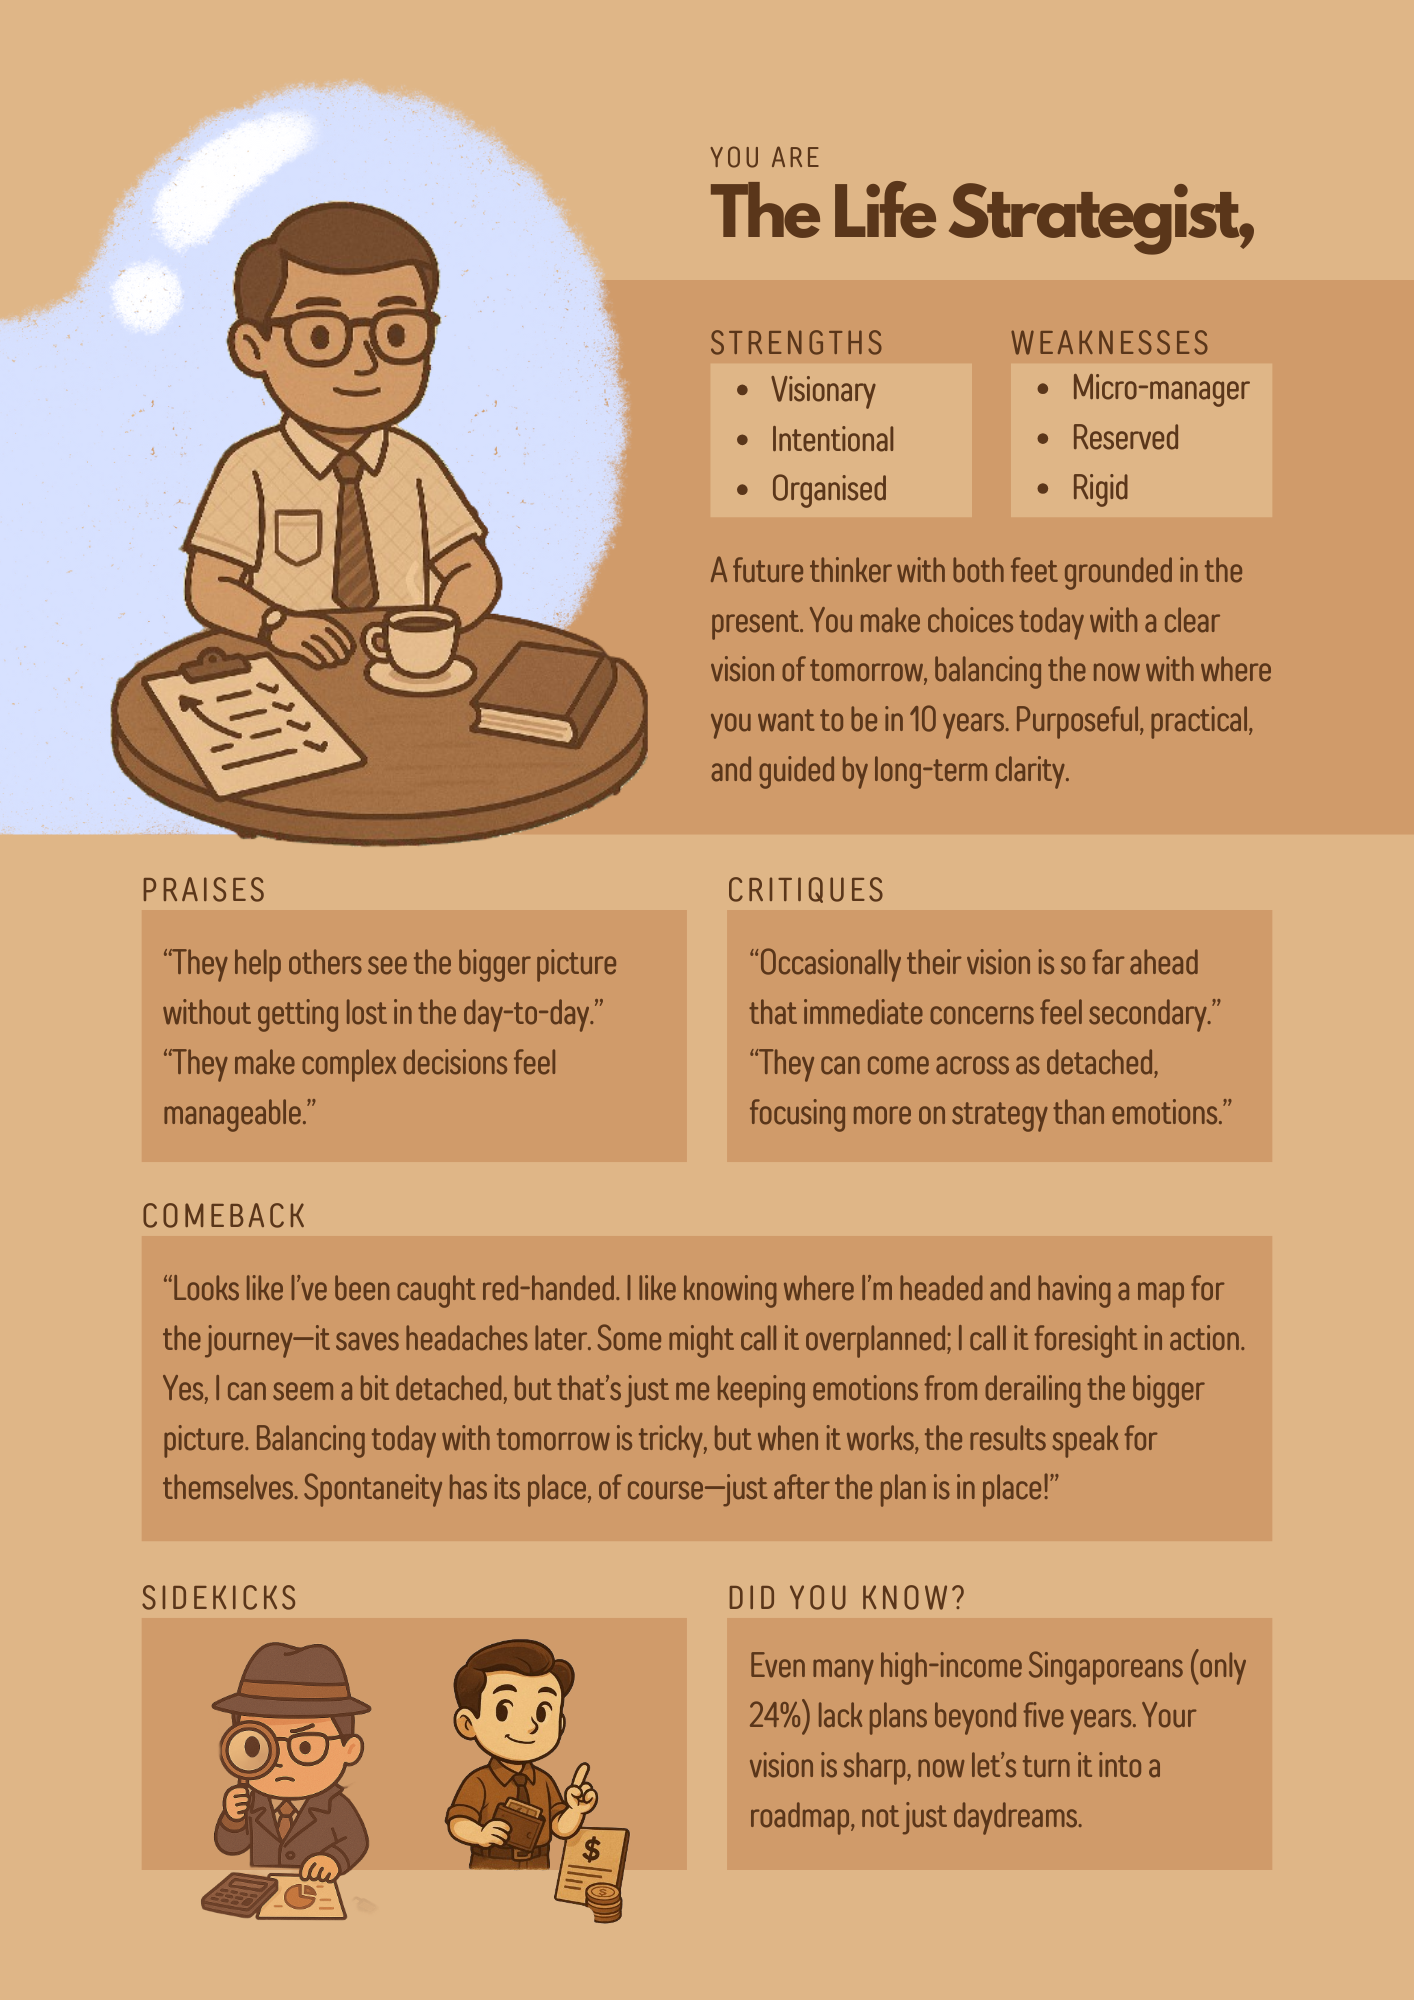 YOU ARE
The Life Strategist,
STRENGTHS
• Visionary
• Intentional
• Organised
WEAKNESSES
• Micro-manager
• Reserved
• Rigid
A future thinker with both feet grounded in the
present. You make choices today with a clear
vision of tomorrow, balancing the now with where
you want to be in 10 years. Purposeful, practical,
and guided by long-term clarity.
PRAISES
“They help others see the bigger picture
without getting lost in the day-to-day.”
“They make complex decisions feel
manageable.”
CRITIQUES
“Occasionally their vision is so far ahead
that immediate concerns feel secondary.”
“They can come across as detached,
focusing more on strategy than emotions.”
COMEBACK
“Looks like I’ve been caught red-handed. I like knowing where I’m headed and having a map for
the journey—it saves headaches later. Some might call it overplanned; I call it foresight in action.
Yes, I can seem a bit detached, but that’s just me keeping emotions from derailing the bigger
picture. Balancing today with tomorrow is tricky, but when it works, the results speak for
themselves. Spontaneity has its place, of course—just after the plan is in place!”
SIDEKICKS
$
DID YOU KNOW?
Even many high-income Singaporeans (only
24%) lack plans beyond five years. Your
vision is sharp, now let’s turn it into a
roadmap, not just daydreams.